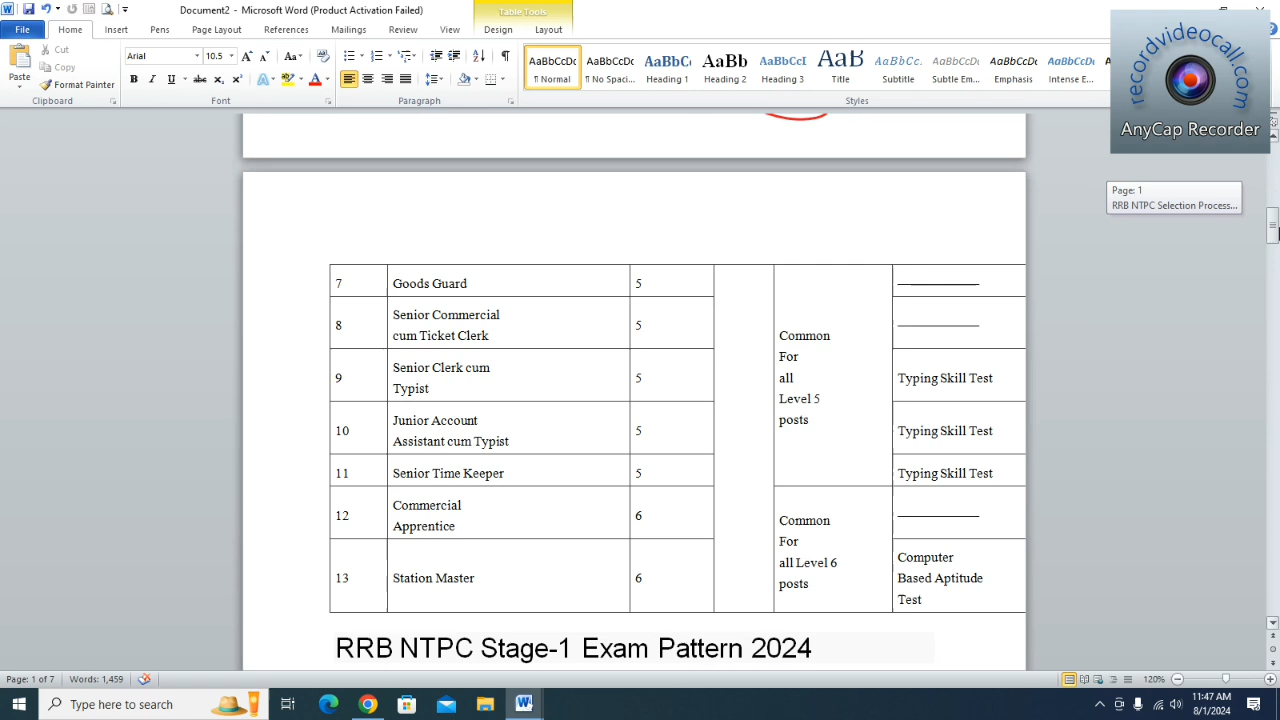 Document2 - Microsoft Word (Product Activation Failed)
Table Tools
File Home Insert Pens Page Layout References Mailings Review View Design Layout
Paste
Cut
Copy
Format Painter
Clipboard
Arial 10.5
Font
Paragraph
AaBbCcDc AaBbCcDc AaBbC AaBbCc AaBbCcI AaB AaBbCc. AaBbCcDc AaBbCcDc AaBbCcDc
¶ Normal ¶ No Spaci... Heading 1 Heading 2 Heading 3 Title Subtitle Subtle Em... Emphasis Intense E...
Styles
recordvideocall.com
AnyCap Recorder
Page: 1
RRB NTPC Selection Process...
7 Goods Guard 5
8 Senior Commercial
cum Ticket Clerk 5
9 Senior Clerk cum
Typist 5 Typing Skill Test
10 Junior Account
Assistant cum Typist 5 Typing Skill Test
11 Senior Time Keeper 5 Typing Skill Test
Common
For
all
Level 5
posts
12 Commercial
Apprentice 6
13 Station Master 6
Common
For
all Level 6
posts
Computer
Based Aptitude
Test
RRB NTPC Stage-1 Exam Pattern 2024
Page: 1 of 7 Words: 1,459 120%
Type here to search
11:47 AM
8/1/2024